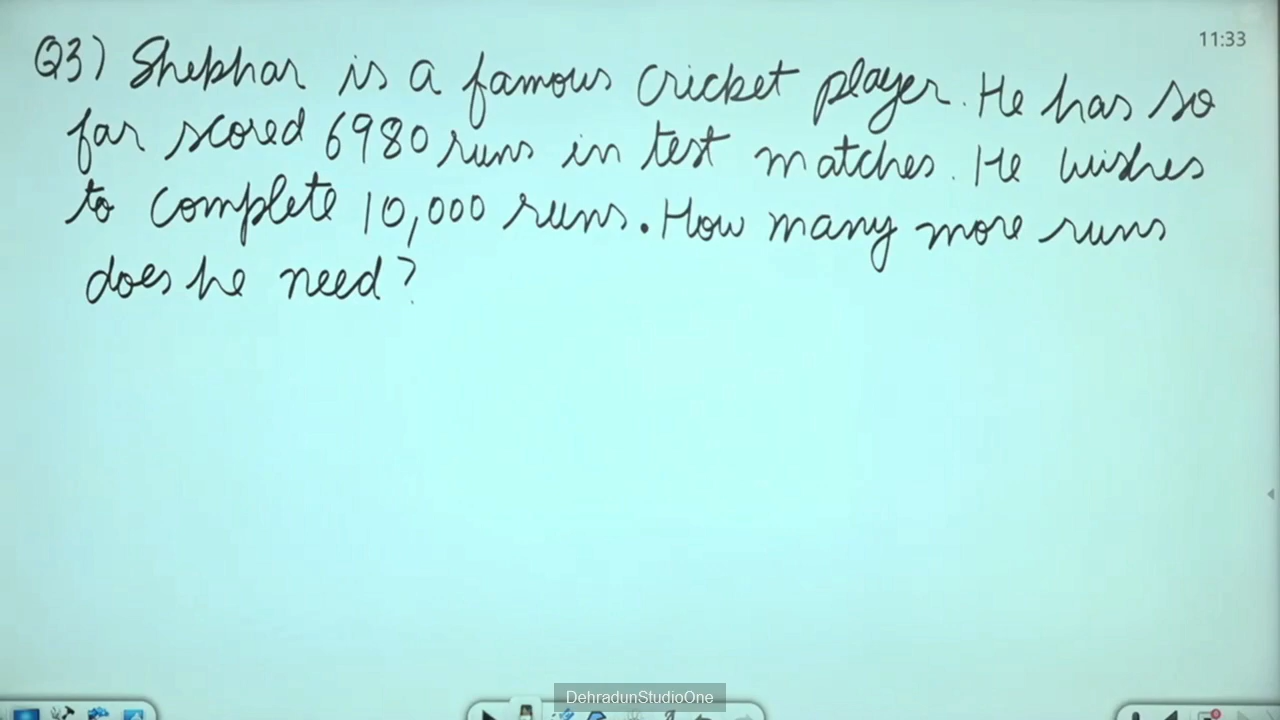 11:33
Q3) Shekhar is a famous cricket player. He has so
far scored 6980 runs in test matches. He wishes
to complete 10,000 runs. How many more runs
does he need?
DehradunStudioOne